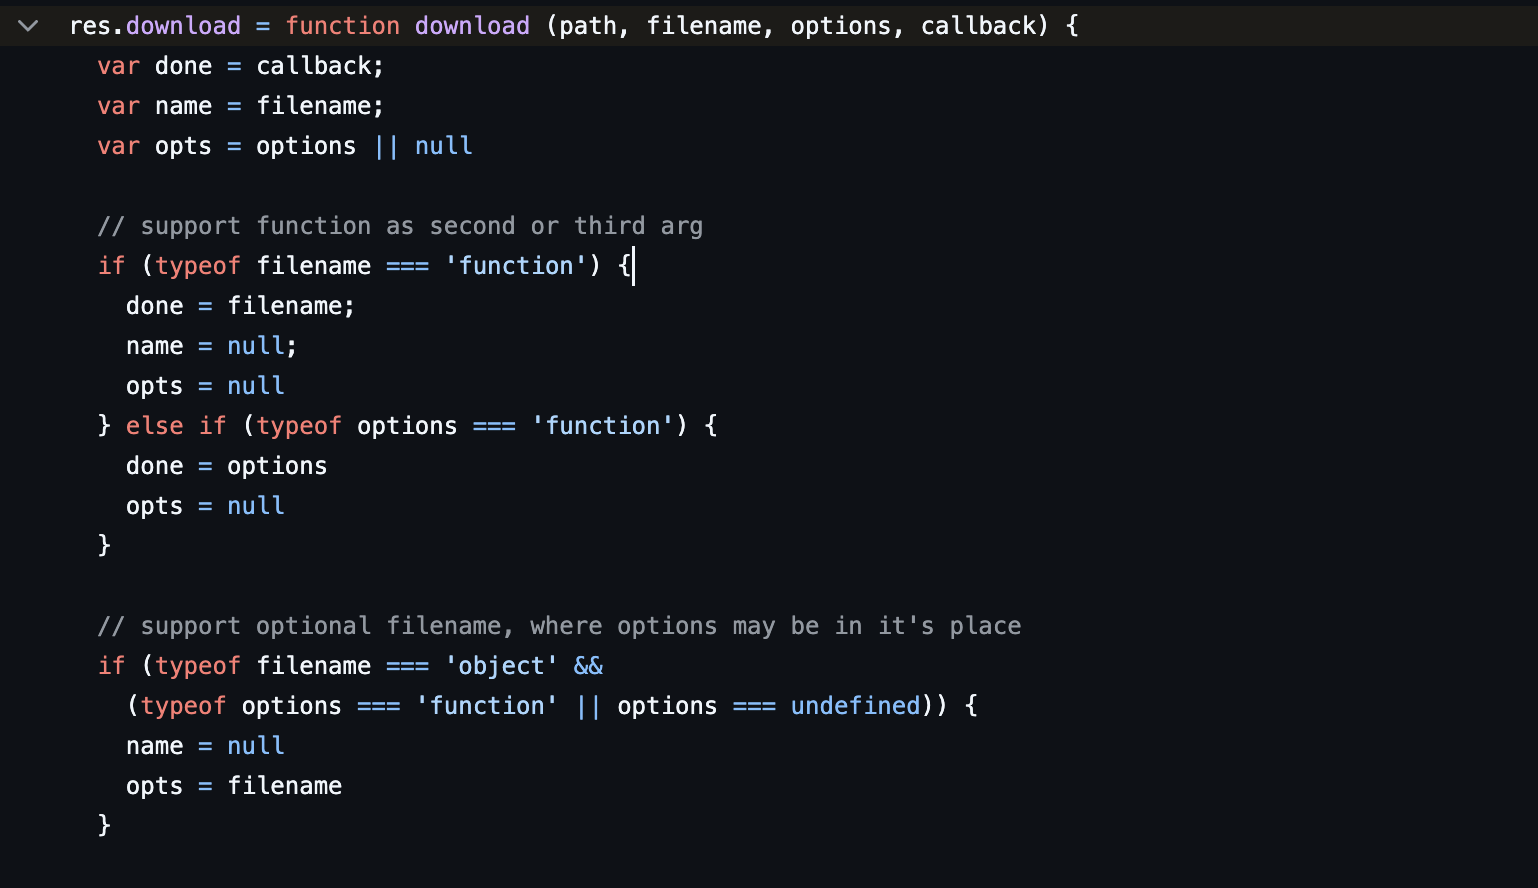 res.download = function download (path, filename, options, callback) {
  var done = callback;
  var name = filename;
  var opts = options || null

  // support function as second or third arg
  if (typeof filename === 'function') {
    done = filename;
    name = null;
    opts = null
  } else if (typeof options === 'function') {
    done = options
    opts = null
  }

  // support optional filename, where options may be in it's place
  if (typeof filename === 'object' &&
    (typeof options === 'function' || options === undefined)) {
    name = null
    opts = filename
  }